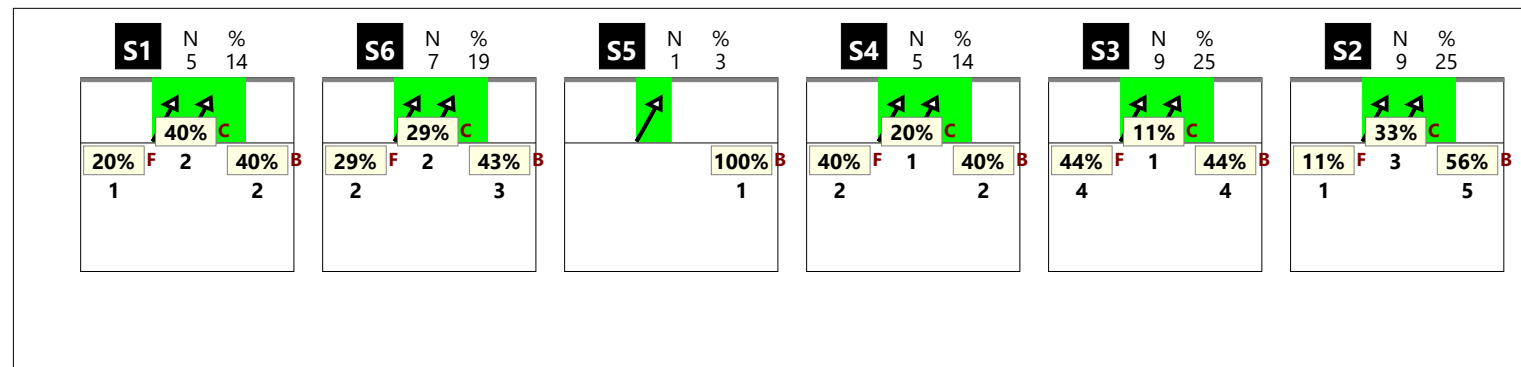 S1 N % S6 N % S5 N % S4 N % S3 N % S2 N %
5 14 7 19 1 3 5 14 9 25 9 25
40% C 29% C 20% C 11% C 33% C
20% F 2 40% B 29% F 2 43% B 100% B 40% F 1 40% B 44% F 1 44% B 11% F 3 56% B
1 2 2 3 1 2 2 4 4 1 5